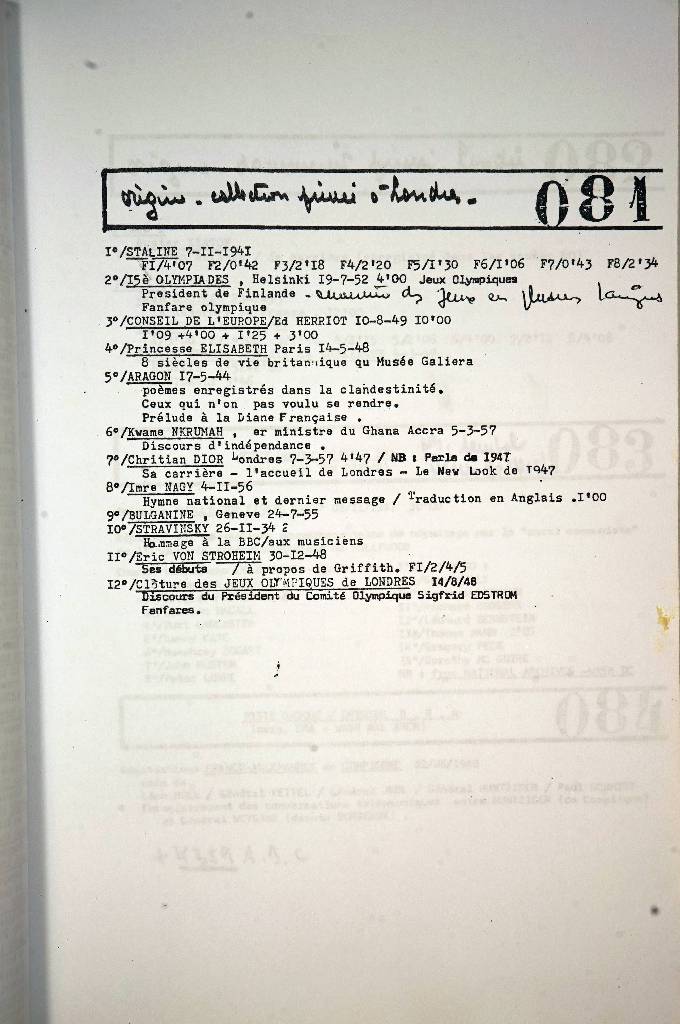 origine - collection privée à Londres - 081
I°/STALINE 7-II-194I
FI/4'07 F2/0'42 F3/2'I8 F4/2'20 F5/I'30 F6/I'06 F7/0'43 F8/2'34
2°/I5è OLYMPIADES , Helsinki I9-7-52 4'00 Jeux Olympiques
President de Finlande - des Jeux en plusieurs langues
Fanfare olympique
3°/CONSEIL DE L'EUROPE/Ed HERRIOT IO-8-49 IO'00
I'09 +4'00 + I'25 + 3'00
4°/Princesse ELISABETH Paris I4-5-48
8 siècles de vie britannique qu Musée Galiera
5°/ARAGON I7-5-44
poèmes enregistrés dans la clandestinité.
Ceux qui n'on pas voulu se rendre.
Prélude à la Diane Française .
6°/Kwame NKRUMAH , er ministre du Ghana Accra 5-3-57
Discours d'indépendance .
7°/Chritian DIOR Londres 7-3-57 4'47 / NB : Parle de I947
Sa carrière - l'accueil de Londres - Le New Look de I947
8°/Imre NAGY 4-II-56
Hymne national et dernier message / Traduction en Anglais .I'00
9°/BULGANINE , Geneve 24-7-55
IO°/STRAVINSKY 26-II-34
Hommage à la BBC/aux musiciens
II°/Eric VON STROHEIM 30-I2-48
Ses débuts / à propos de Griffith. FI/2/4/5
I2°/Clôture des JEUX OLYMPIQUES de LONDRES I4/8/48
Discours du Président du Comité Olympique Sigfrid EDSTROM
Fanfares.